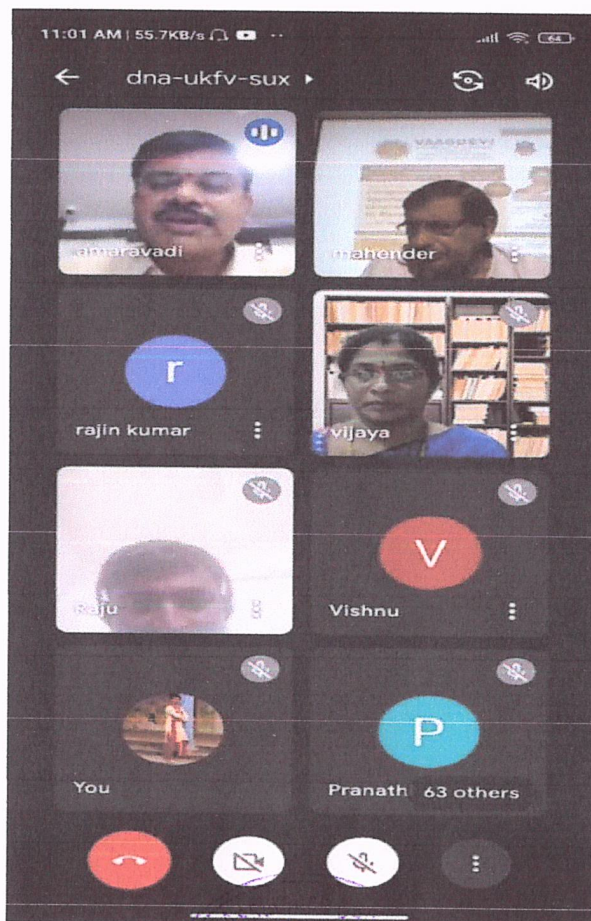 11:01 AM | 55.7KB/s
64
dna-ukfv-sux
VAAGDEVI
amaravadi
mahender
r
rajin kumar
vijaya
Raju
V
Vishnu
You
P
Pranath 63 others